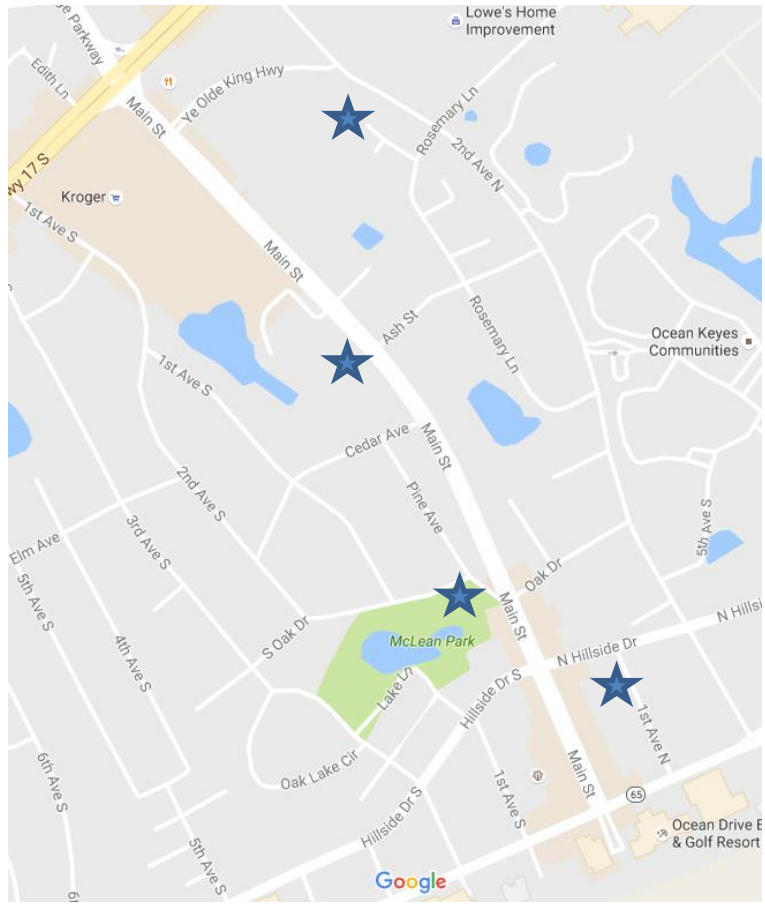 Lowe's Home
Improvement
ge Parkway
Edith Ln
Main St
Ye Olde King Hwy
Rosemary Ln
2nd Ave N
wy 17 S
Kroger
1st Ave S
Main St
Ash St
Rosemary Ln
Ocean Keyes
Communities
1st Ave S
Cedar Ave
Main St
2nd Ave S
Pine Ave
5th Ave S
3rd Ave S
Elm Ave
5th Ave S
4th Ave S
Oak Dr
Main St
S Oak Dr
McLean Park
N Hillside Dr
N Hills
Lake Ln
Hillside Dr S
1st Ave N
Oak Lake Cir
6th Ave S
1st Ave S
Main St
65
Hillside Dr S
5th Ave S
Ocean Drive B
& Golf Resort
Google